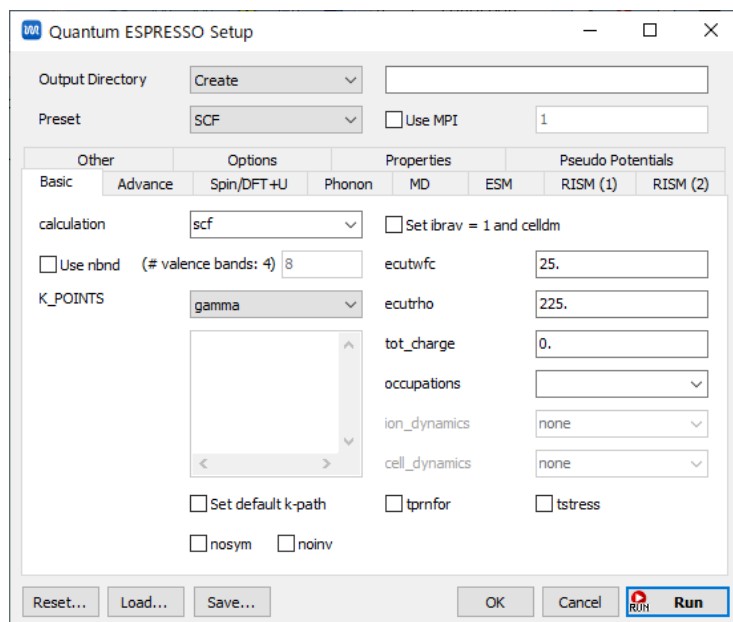 Quantum ESPRESSO Setup
Output Directory Create
Preset SCF Use MPI 1
Other Options Properties Pseudo Potentials
Basic Advance Spin/DFT+U Phonon MD ESM RISM (1) RISM (2)
calculation scf Set ibrav = 1 and celldm
Use nbnd (# valence bands: 4) 8 ecutwfc 25.
K_POINTS gamma ecutrho 225.
tot_charge 0.
occupations
ion_dynamics none
cell_dynamics none
Set default k-path tprnfor tstress
nosym noinv
Reset... Load... Save... OK Cancel RUN Run